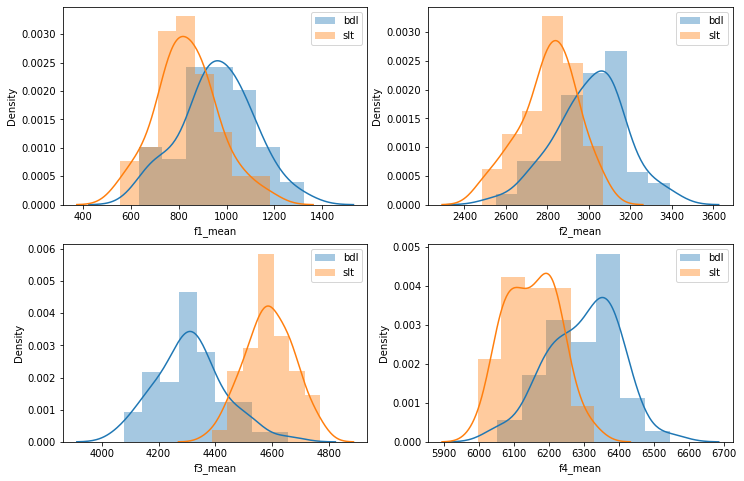 bdl
slt
0.0030
0.0025
0.0020
0.0015
0.0010
0.0005
0.0000
Density
400 600 800 1000 1200 1400
f1_mean
bdl
slt
0.0030
0.0025
0.0020
0.0015
0.0010
0.0005
0.0000
Density
2400 2600 2800 3000 3200 3400 3600
f2_mean
bdl
slt
0.006
0.005
0.004
0.003
0.002
0.001
0.000
Density
4000 4200 4400 4600 4800
f3_mean
bdl
slt
0.005
0.004
0.003
0.002
0.001
0.000
Density
5900 6000 6100 6200 6300 6400 6500 6600 6700
f4_mean